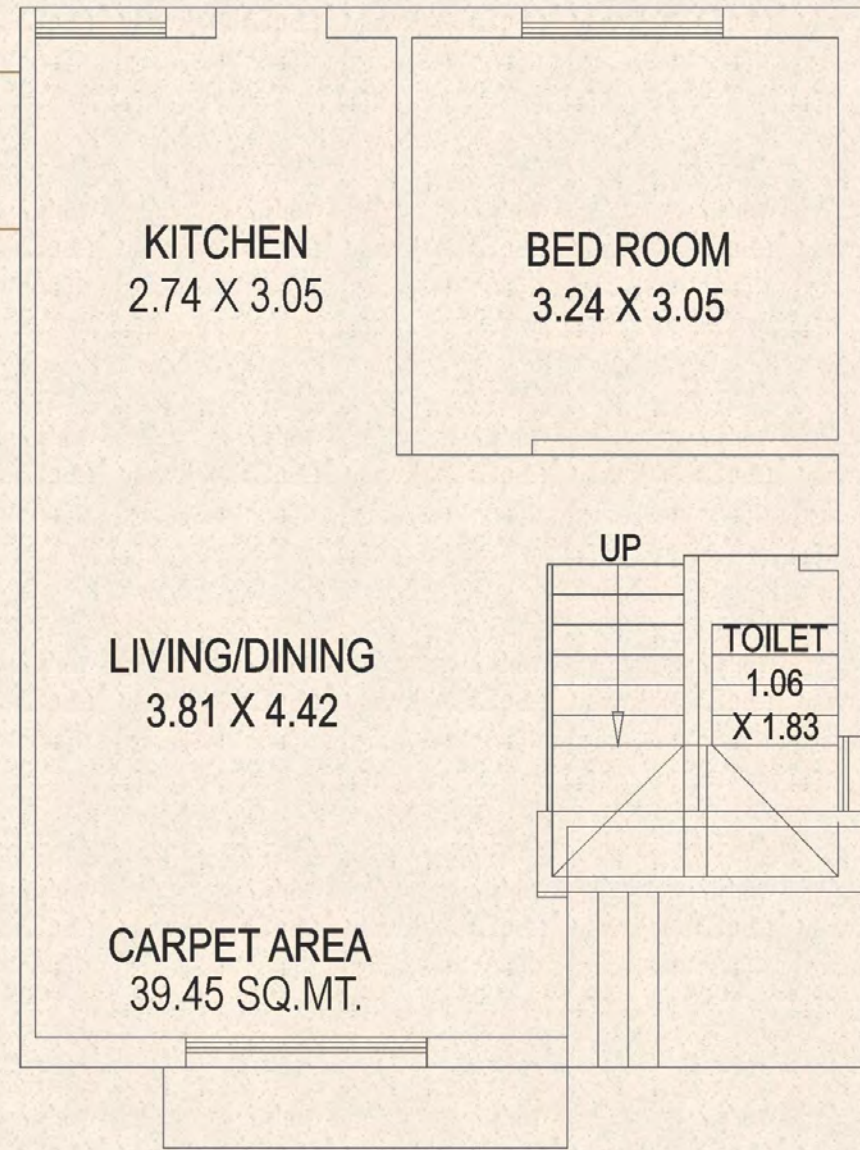 KITCHEN
2.74 X 3.05
BED ROOM
3.24 X 3.05
UP
LIVING/DINING
3.81 X 4.42
TOILET
1.06
X 1.83
CARPET AREA
39.45 SQ.MT.